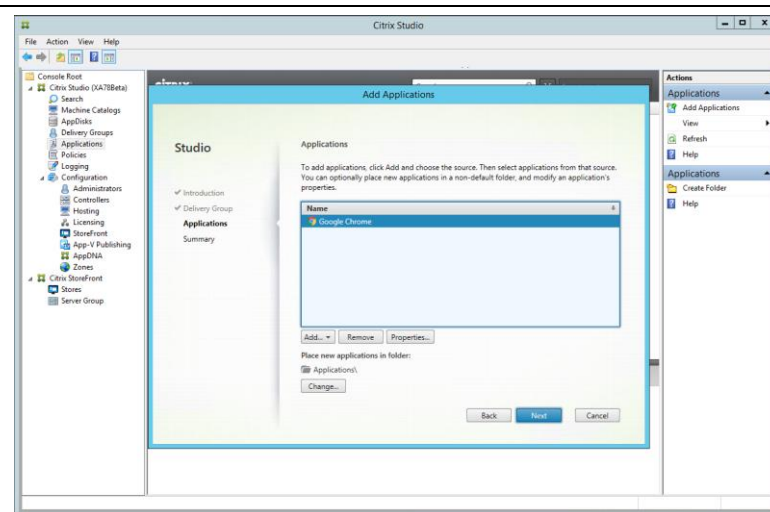 Citrix Studio
File Action View Help
Console Root
Citrix Studio (XA78Beta)
Search
Machine Catalogs
AppDisks
Delivery Groups
Applications
Policies
Logging
Configuration
Administrators
Controllers
Hosting
Licensing
StoreFront
App-V Publishing
AppDNA
Zones
Citrix StoreFront
Stores
Server Group
Add Applications
Studio
Introduction
Delivery Group
Applications
Summary
Applications
To add applications, click Add and choose the source. Then select applications from that source.
You can optionally place new applications in a non-default folder, and modify an application's
properties.
Name
Google Chrome
Add... Remove Properties...
Place new applications in folder:
Applications\
Change...
Back Next Cancel
Actions
Applications
Add Applications
View
Refresh
Help
Applications
Create Folder
Help